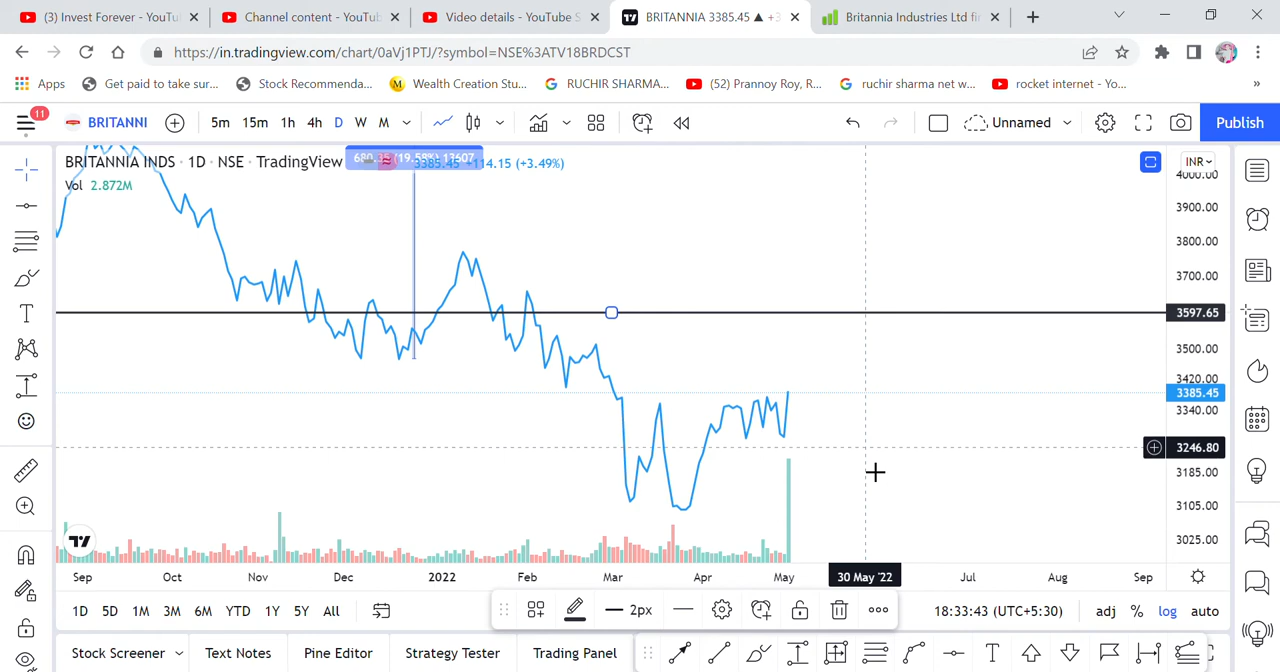 (3) Invest Forever - YouTu
Channel content - YouTub
Video details - YouTube S
BRITANNIA 3385.45 ▲ +3
Britannia Industries Ltd fi
https://in.tradingview.com/chart/0aVj1PTJ/?symbol=NSE%3ATV18BRDCST
Apps
Get paid to take sur...
Stock Recommenda...
Wealth Creation Stu...
RUCHIR SHARMA...
(52) Prannoy Roy, R...
ruchir sharma net w...
rocket internet - Yo...
»
11
BRITANNI
5m 15m 1h 4h D W M
Unnamed
Publish
BRITANNIA INDS · 1D · NSE · TradingView
3385.45 +114.15 (+3.49%)
Vol 2.872M
INR
4000.00
3900.00
3800.00
3700.00
3597.65
3500.00
3420.00
3385.45
3340.00
3246.80
3185.00
3105.00
3025.00
Sep Oct Nov Dec 2022 Feb Mar Apr May 30 May '22 Jul Aug Sep
1D 5D 1M 3M 6M YTD 1Y 5Y All
2px
18:33:43 (UTC+5:30)
adj % log auto
Stock Screener
Text Notes
Pine Editor
Strategy Tester
Trading Panel